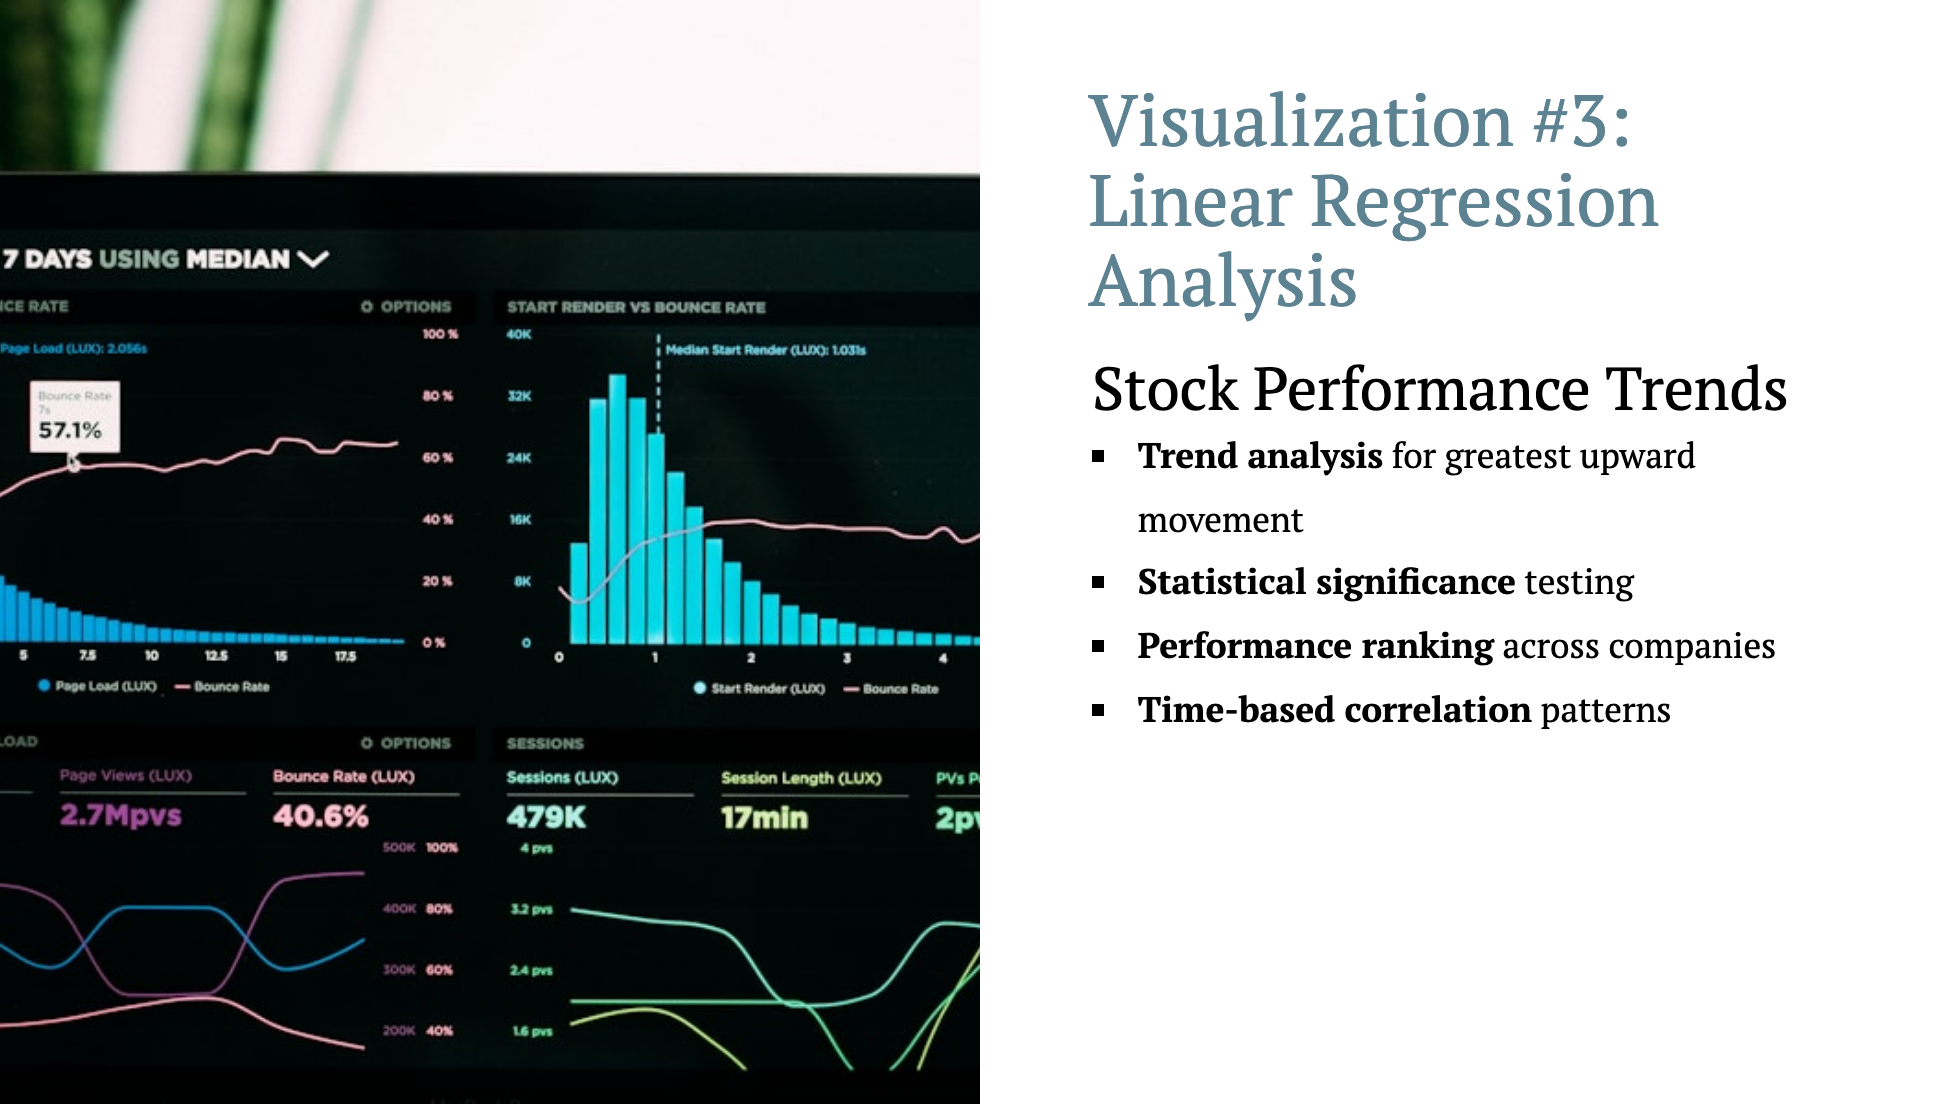 7 DAYS USING MEDIAN
NCE RATE
OPTIONS
100 %
Page Load (LUX): 2.056s
80 %
Bounce Rate
7s
57.1%
60 %
40 %
20 %
0 %
5 7.5 10 12.5 15 17.5
Page Load (LUX) Bounce Rate
START RENDER VS BOUNCE RATE
40K
Median Start Render (LUX): 1.031s
32K
24K
16K
8K
0
0 1 2 3 4
Start Render (LUX) Bounce Rate
LOAD
OPTIONS
Page Views (LUX) Bounce Rate (LUX)
2.7Mpvs 40.6%
500K 100%
400K 80%
300K 60%
200K 40%
SESSIONS
Sessions (LUX) Session Length (LUX) PVs
479K 17min 2pv
4 pvs
3.2 pvs
2.4 pvs
1.6 pvs
Visualization #3:
Linear Regression
Analysis
Stock Performance Trends
▪ Trend analysis for greatest upward
movement
▪ Statistical significance testing
▪ Performance ranking across companies
▪ Time-based correlation patterns